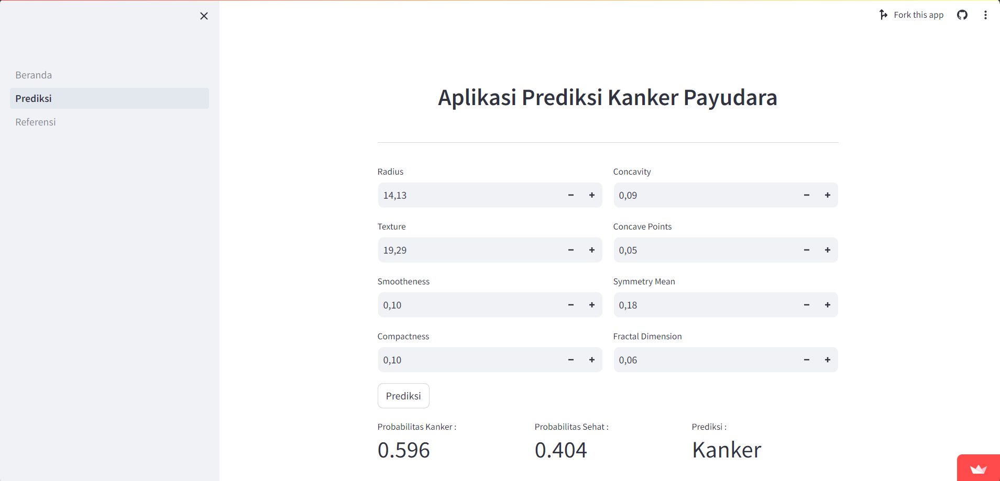 Fork this app
Beranda
Prediksi
Referensi
Aplikasi Prediksi Kanker Payudara
Radius
14,13
Concavity
0,09
Texture
19,29
Concave Points
0,05
Smootheness
0,10
Symmetry Mean
0,18
Compactness
0,10
Fractal Dimension
0,06
Prediksi
Probabilitas Kanker :
0.596
Probabilitas Sehat :
0.404
Prediksi :
Kanker